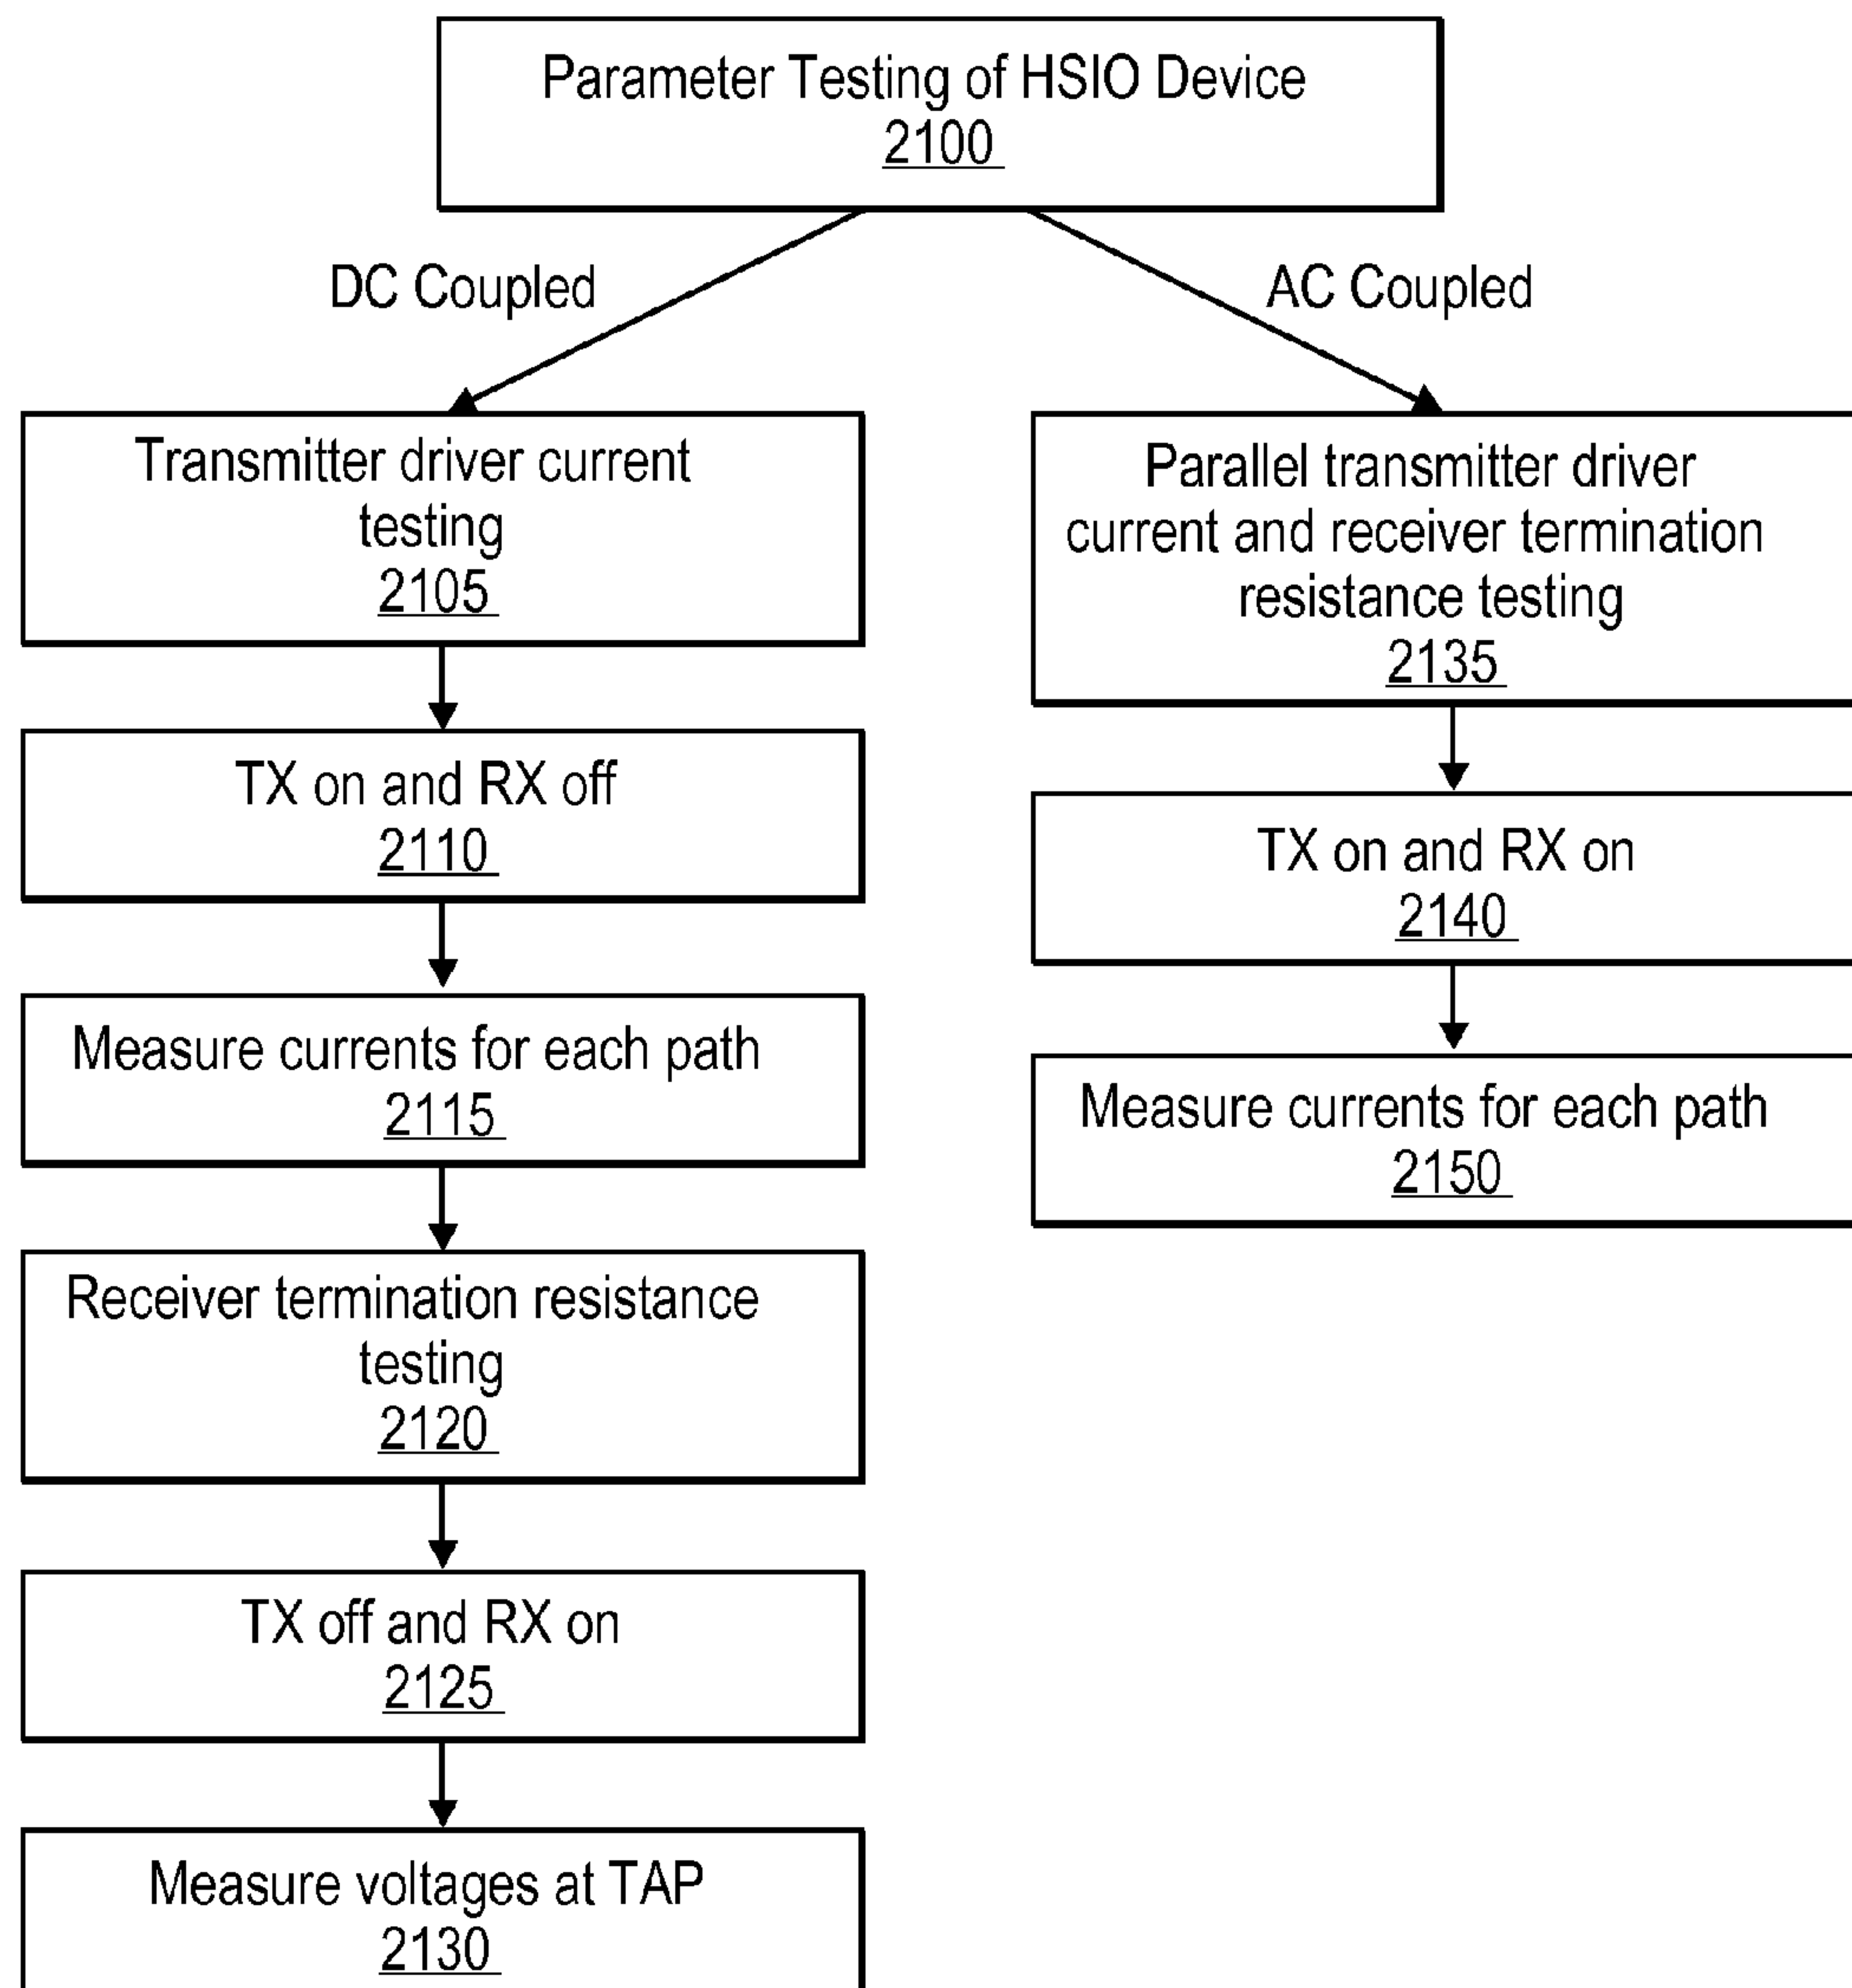 Parameter Testing of HSIO Device
2100
DC Coupled
AC Coupled
Transmitter driver current
testing
2105
TX on and RX off
2110
Measure currents for each path
2115
Receiver termination resistance
testing
2120
TX off and RX on
2125
Measure voltages at TAP
2130
Parallel transmitter driver
current and receiver termination
resistance testing
2135
TX on and RX on
2140
Measure currents for each path
2150